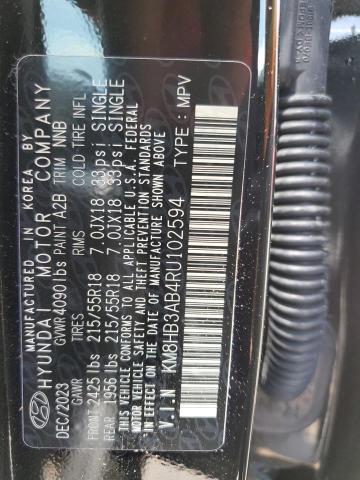 MANUFACTURED IN KOREA BY
HYUNDAI MOTOR COMPANY
DEC/2023 GVWR 4090 lbs PAINT A2B TRIM NNB
GAWR TIRES RIMS COLD TIRE INFL.
FRONT 2425 lbs 215/55R18 7.0JX18 33psi SINGLE
REAR 1956 lbs 215/55R18 7.0JX18 33psi SINGLE
THIS VEHICLE CONFORMS TO ALL APPLICABLE U.S.A. FEDERAL
MOTOR VEHICLE SAFETY AND THEFT PREVENTION STANDARDS
IN EFFECT ON THE DATE OF MANUFACTURE SHOWN ABOVE.
V.I.N : KM8HB3AB4RU102594 TYPE : MPV